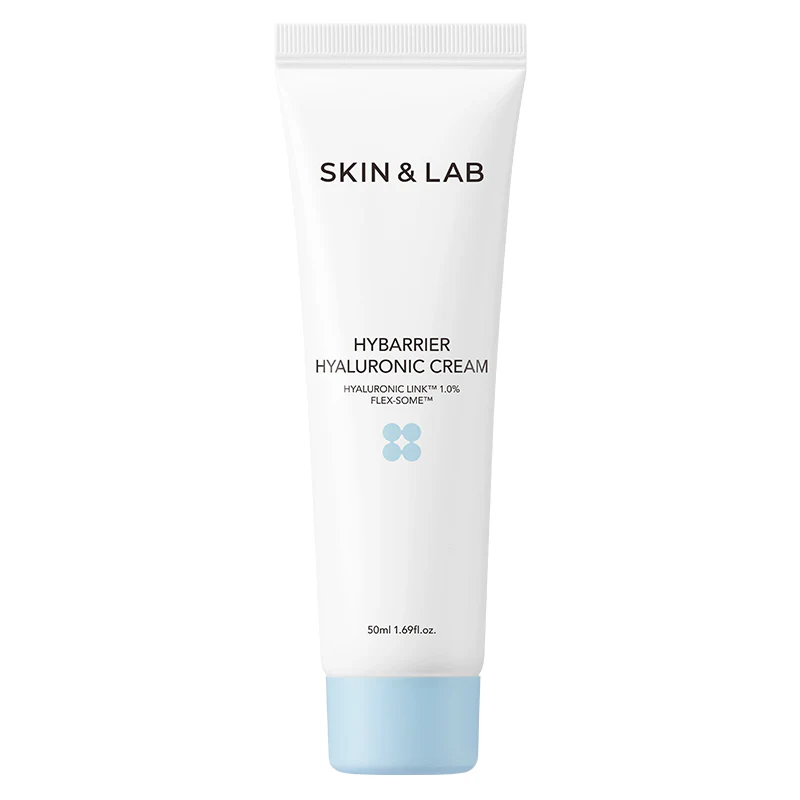 SKIN & LAB
HYBARRIER
HYALURONIC CREAM
HYALURONIC LINK™ 1.0%
FLEX-SOME™
50ml 1.69fl.oz.